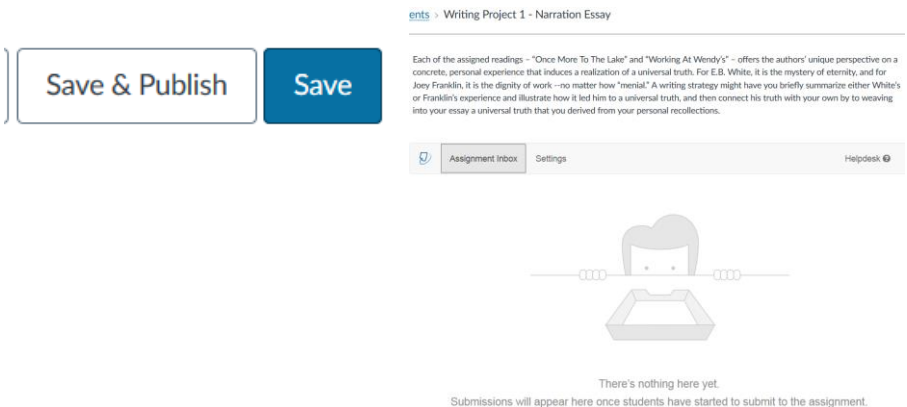 Save & Publish
Save
ents > Writing Project 1 - Narration Essay
Each of the assigned readings – "Once More To The Lake" and "Working At Wendy's" – offers the authors' unique perspective on a
concrete, personal experience that induces a realization of a universal truth. For E.B. White, it is the mystery of eternity, and for
Joey Franklin, it is the dignity of work --no matter how "menial." A writing strategy might have you briefly summarize either White's
or Franklin's experience and illustrate how it led him to a universal truth, and then connect his truth with your own by to weaving
into your essay a universal truth that you derived from your personal recollections.
Assignment Inbox
Settings
Helpdesk
There's nothing here yet.
Submissions will appear here once students have started to submit to the assignment.